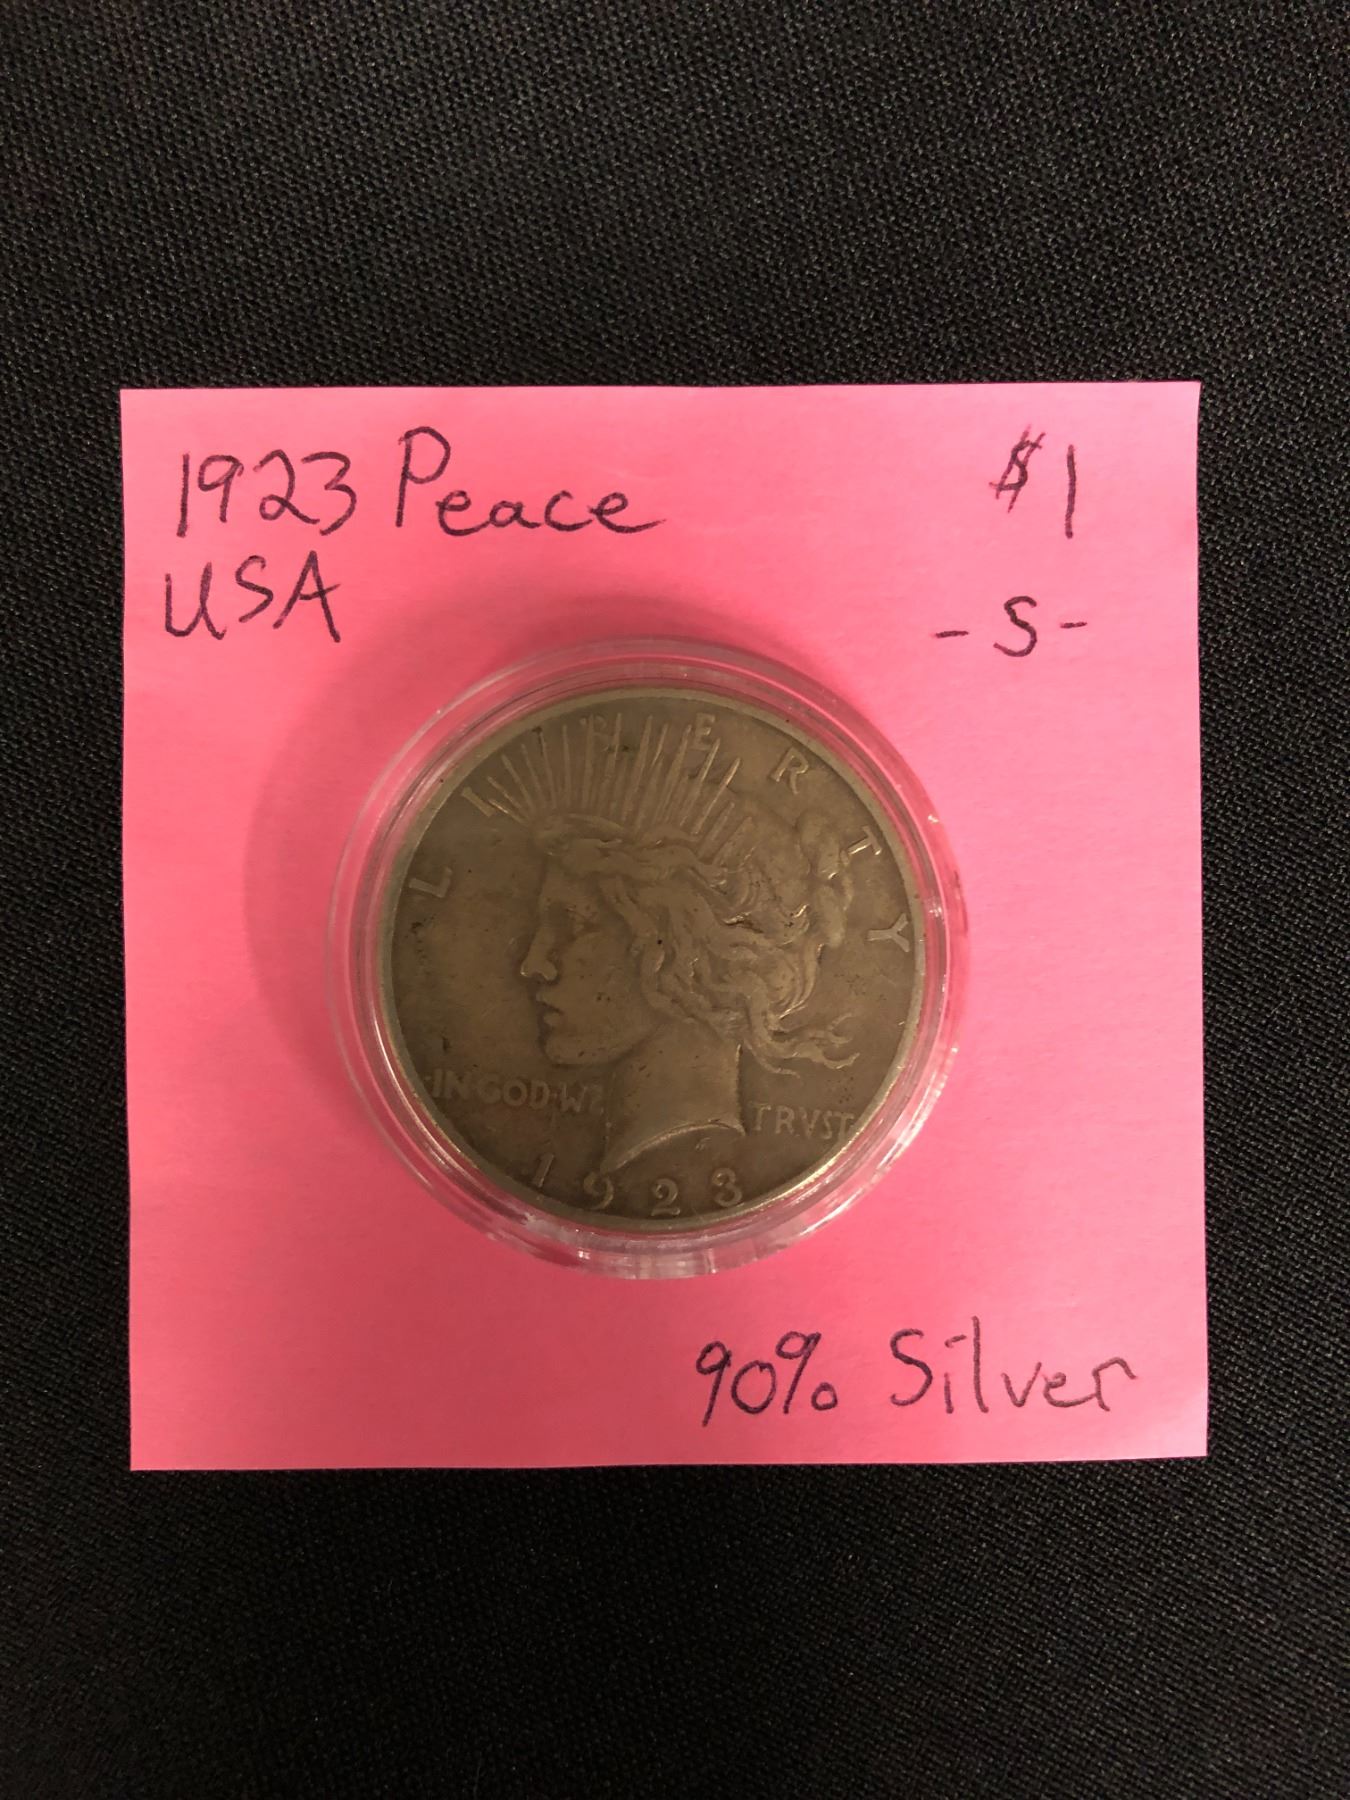 1923 Peace $1
USA
-S-
LIBERTY
IN GOD WE TRVST
1923
90% Silver